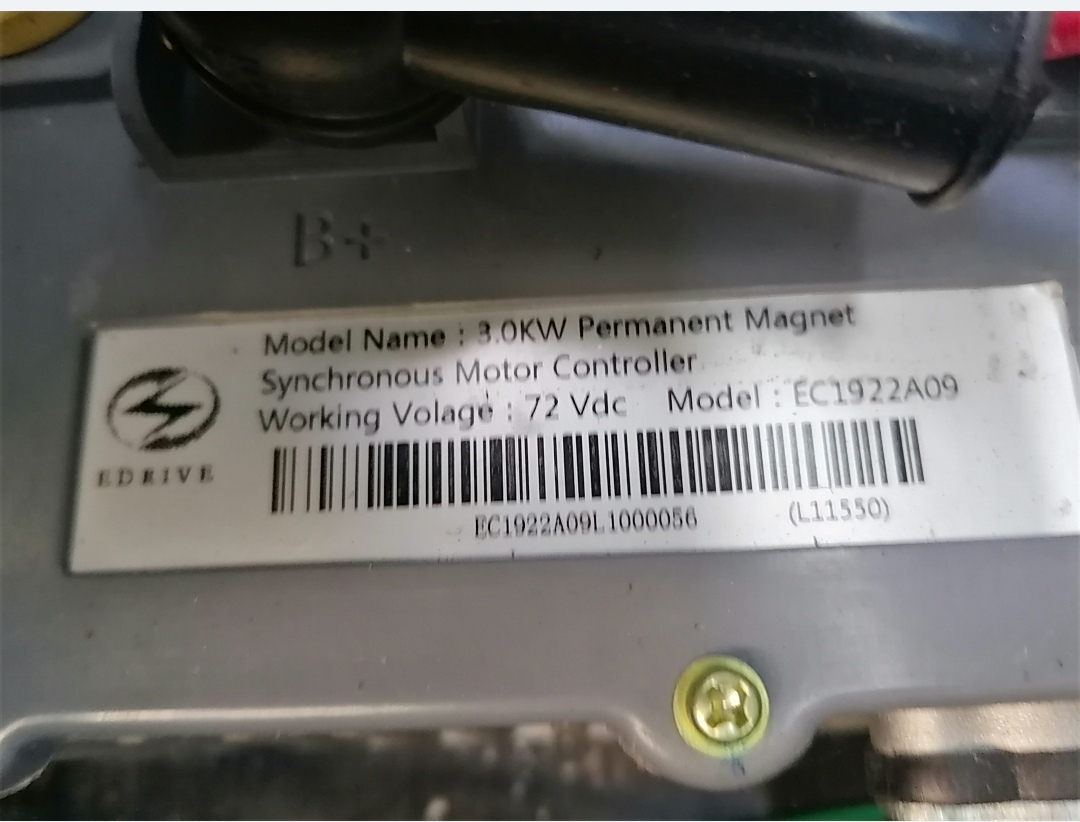 B+
Model Name : 3.0KW Permanent Magnet
Synchronous Motor Controller
Working Volage : 72 Vdc Model : EC1922A09
EDRIVE
EC1922A09L1000056 (L11550)